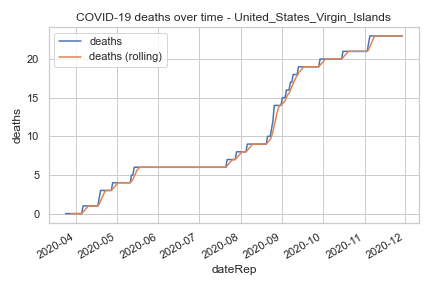 COVID-19 deaths over time - United_States_Virgin_Islands
deaths
deaths (rolling)
deaths
20
15
10
5
0
2020-04
2020-05
2020-06
2020-07
2020-08
2020-09
2020-10
2020-11
2020-12
dateRep